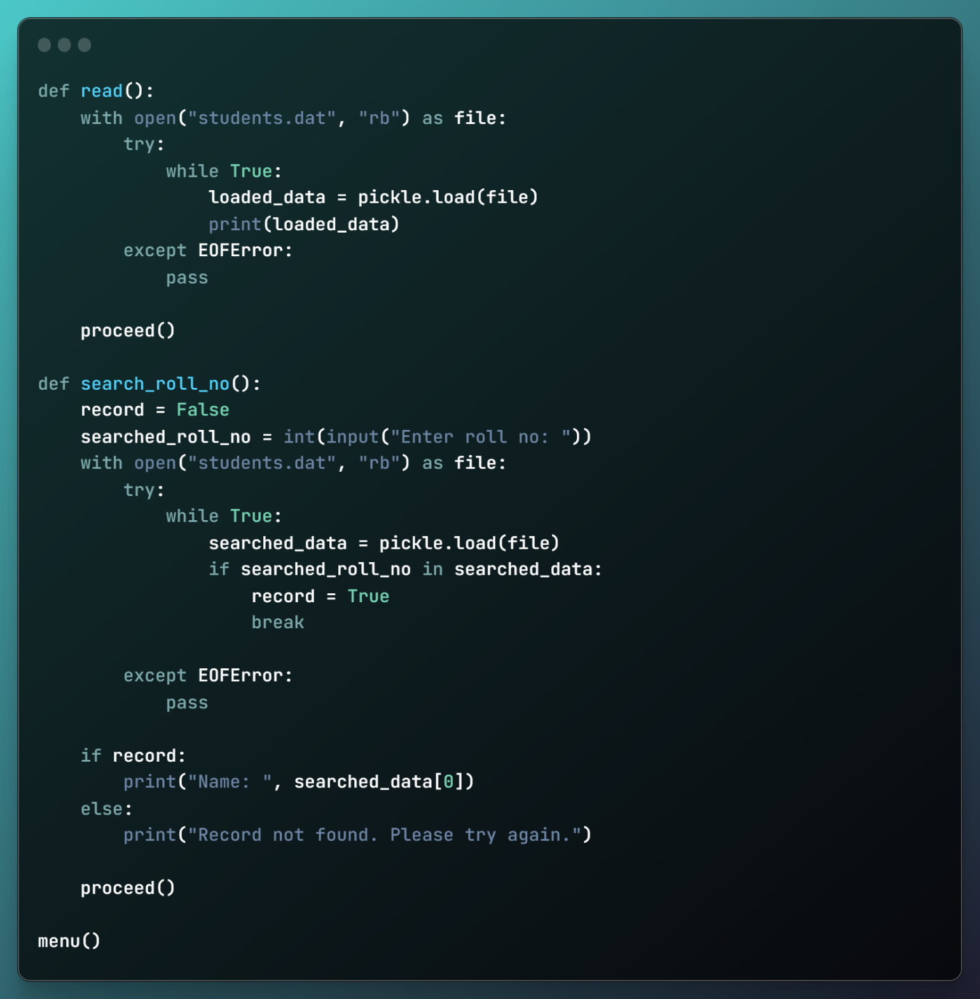 def read():
    with open("students.dat", "rb") as file:
        try:
            while True:
                loaded_data = pickle.load(file)
                print(loaded_data)
        except EOFError:
            pass

    proceed()

def search_roll_no():
    record = False
    searched_roll_no = int(input("Enter roll no: "))
    with open("students.dat", "rb") as file:
        try:
            while True:
                searched_data = pickle.load(file)
                if searched_roll_no in searched_data:
                    record = True
                    break

        except EOFError:
            pass

    if record:
        print("Name: ", searched_data[0])
    else:
        print("Record not found. Please try again.")

    proceed()

menu()